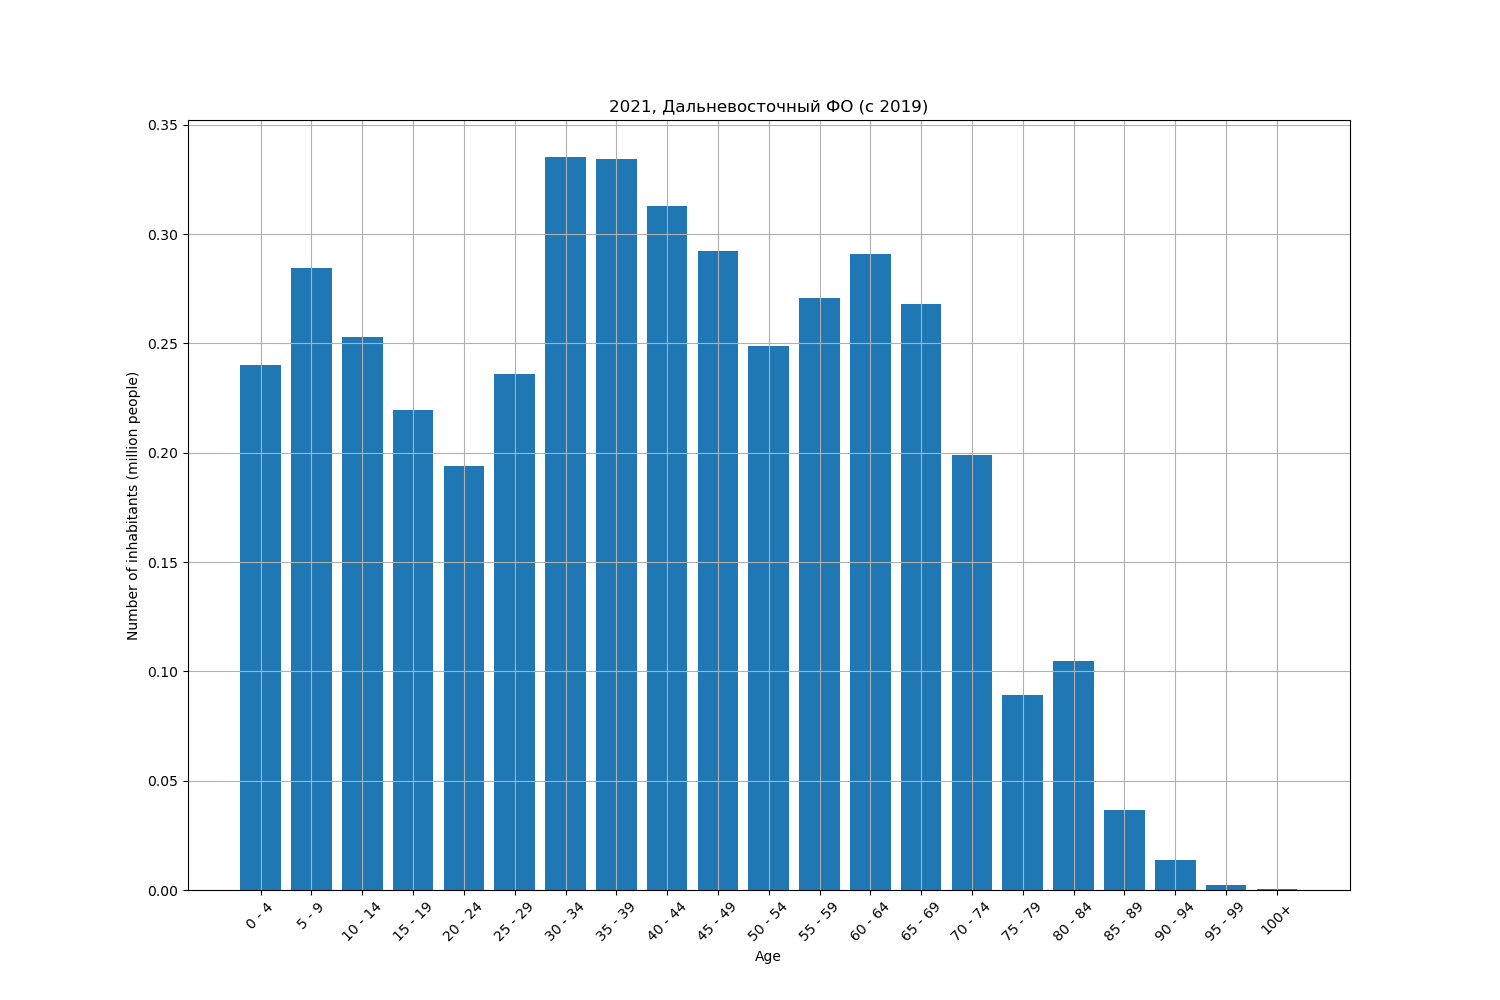 2021, Дальневосточный ФО (с 2019)
0.35
0.30
0.25
0.20
0.15
0.10
0.05
0.00
Number of inhabitants (million people)
0 - 4
5 - 9
10 - 14
15 - 19
20 - 24
25 - 29
30 - 34
35 - 39
40 - 44
45 - 49
50 - 54
55 - 59
60 - 64
65 - 69
70 - 74
75 - 79
80 - 84
85 - 89
90 - 94
95 - 99
100+
Age